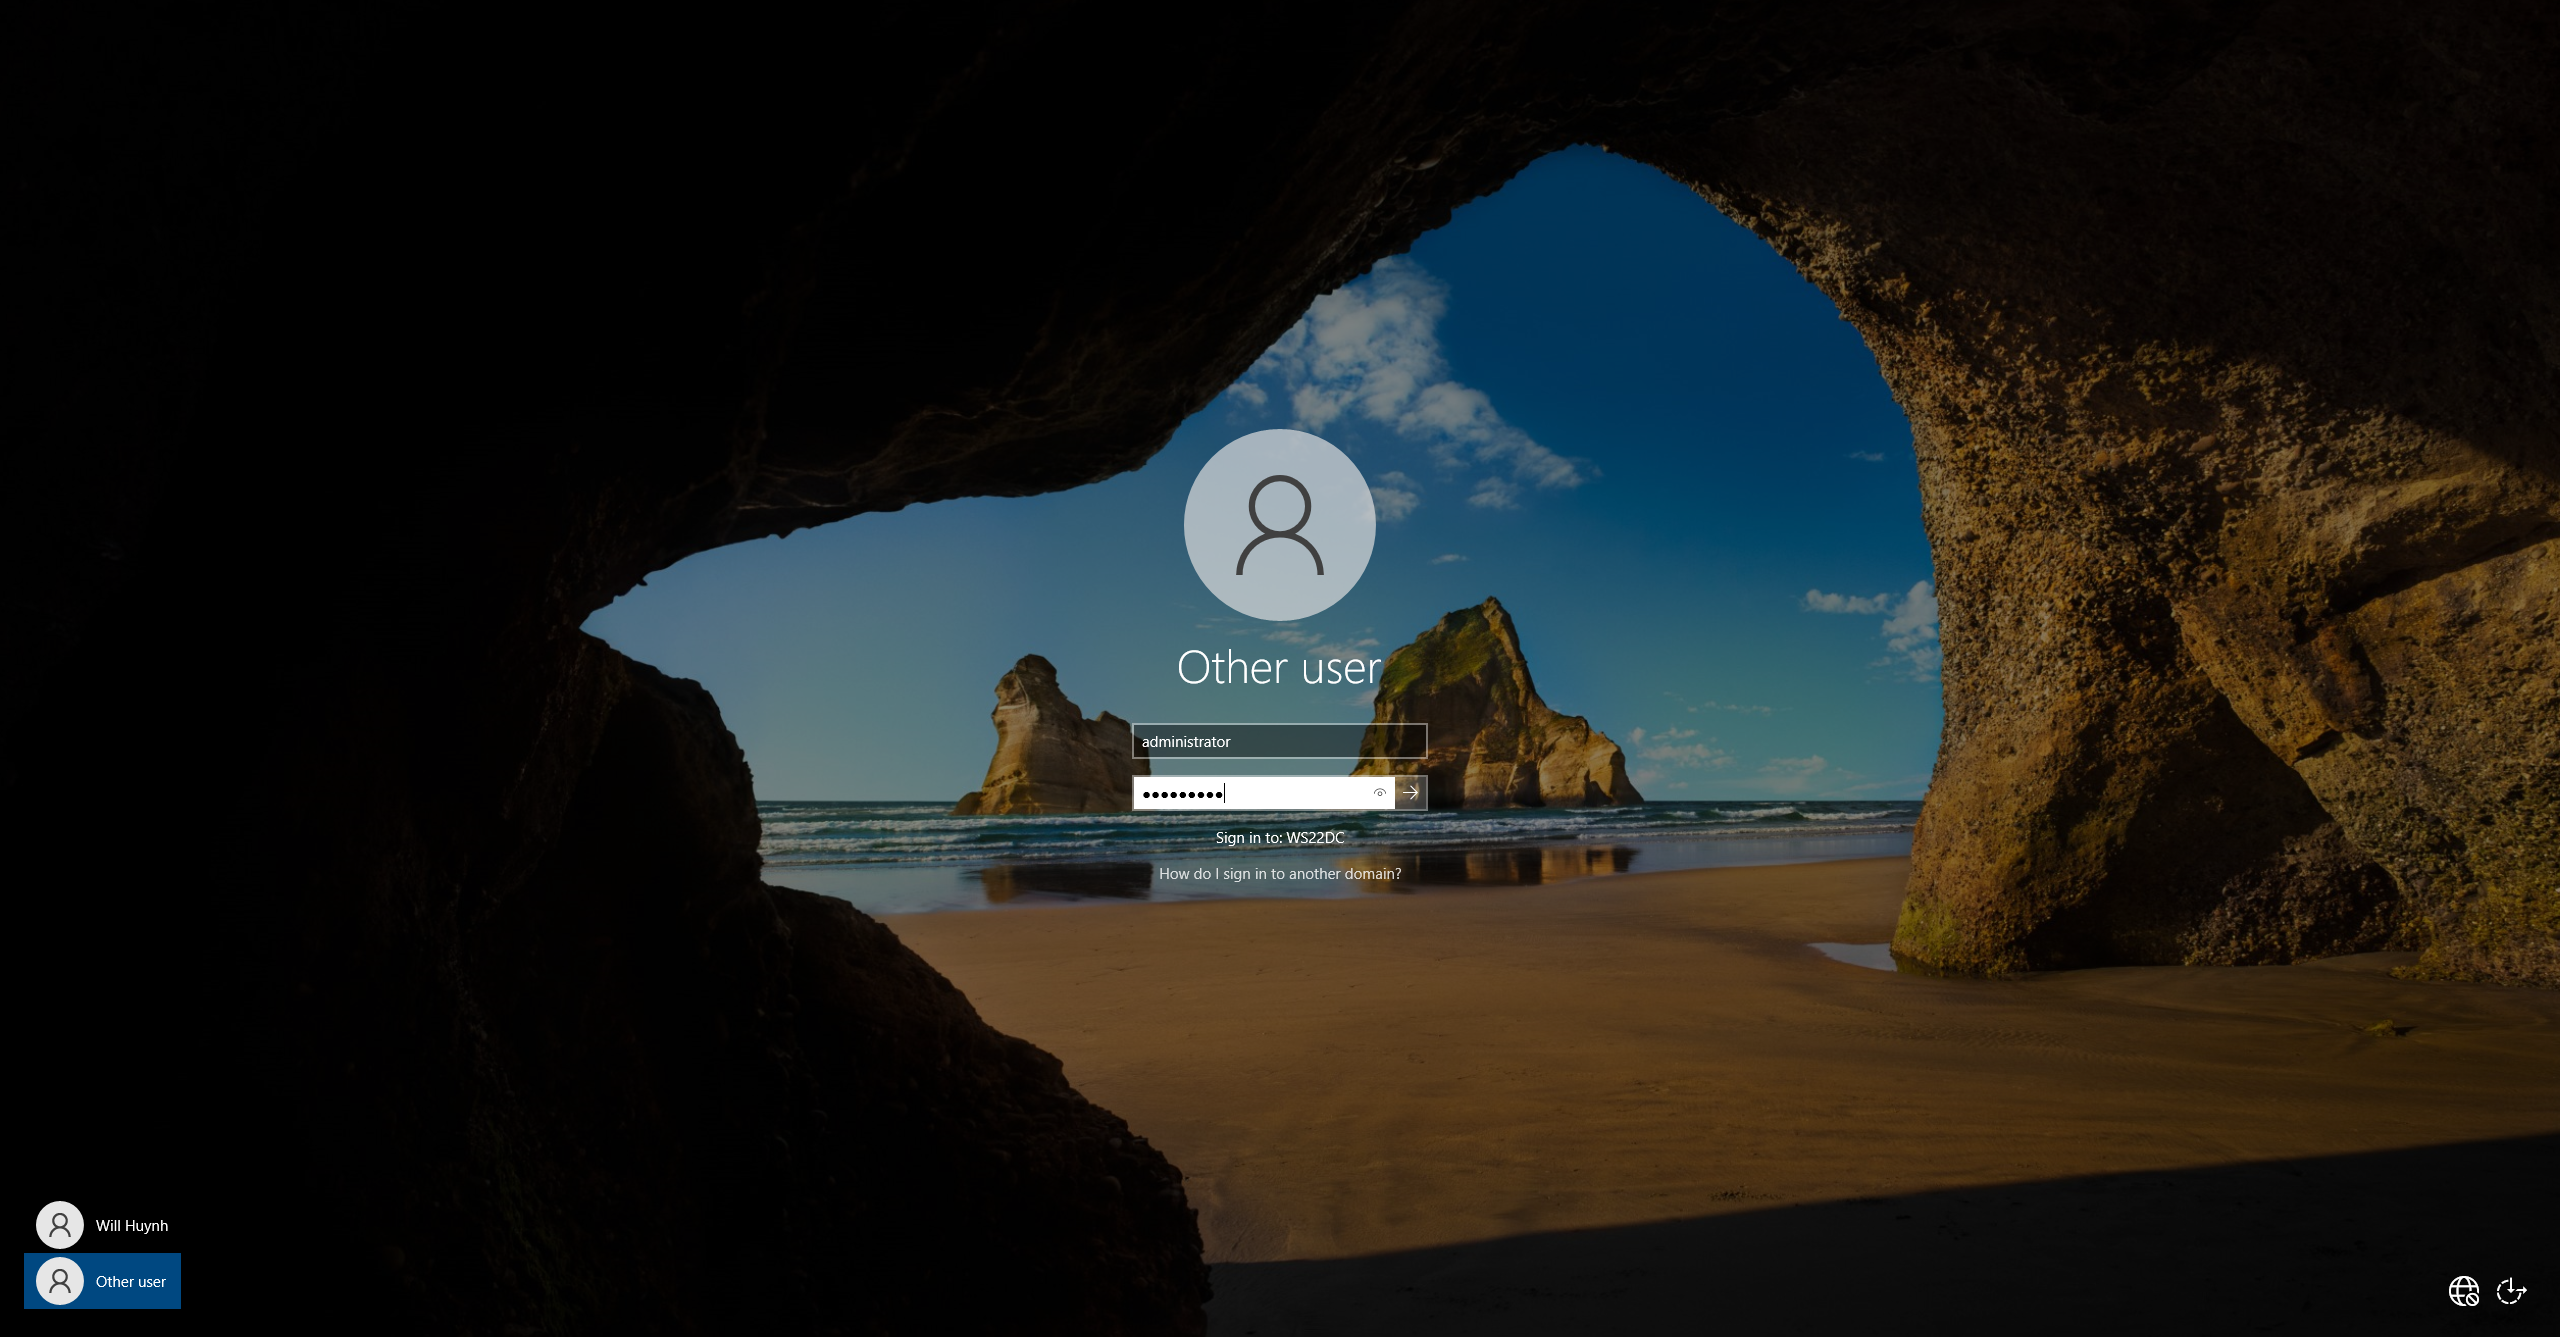 Other user
administrator
•••••••••
Sign in to: WS22DC
How do I sign in to another domain?
Will Huynh
Other user